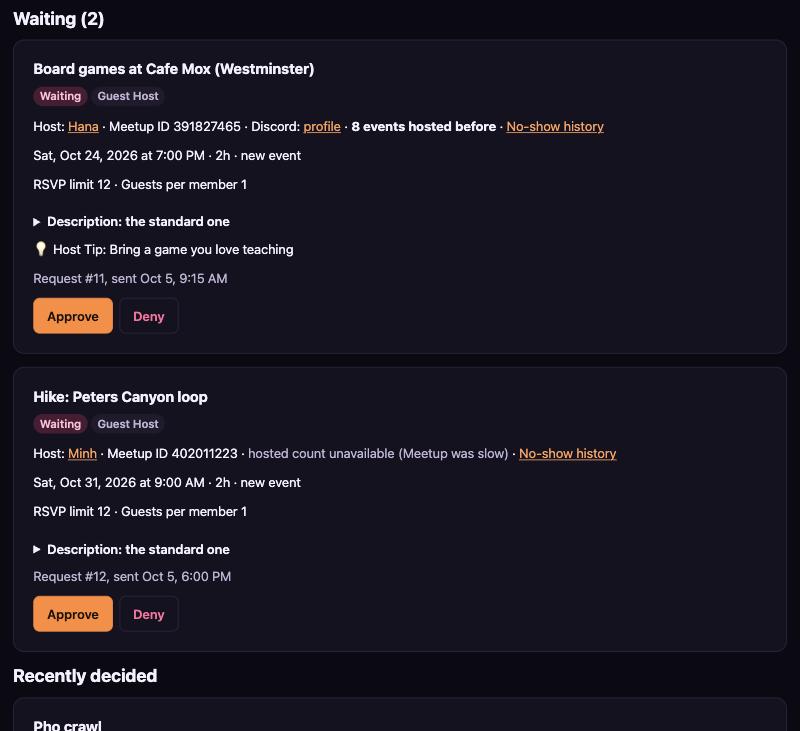 Waiting (2)
Board games at Cafe Mox (Westminster)
Waiting Guest Host
Host: Hana · Meetup ID 391827465 · Discord: profile · 8 events hosted before · No-show history
Sat, Oct 24, 2026 at 7:00 PM · 2h · new event
RSVP limit 12 · Guests per member 1
Description: the standard one
Host Tip: Bring a game you love teaching
Request #11, sent Oct 5, 9:15 AM
Approve Deny
Hike: Peters Canyon loop
Waiting Guest Host
Host: Minh · Meetup ID 402011223 · hosted count unavailable (Meetup was slow) · No-show history
Sat, Oct 31, 2026 at 9:00 AM · 2h · new event
RSVP limit 12 · Guests per member 1
Description: the standard one
Request #12, sent Oct 5, 6:00 PM
Approve Deny
Recently decided
Pho crawl